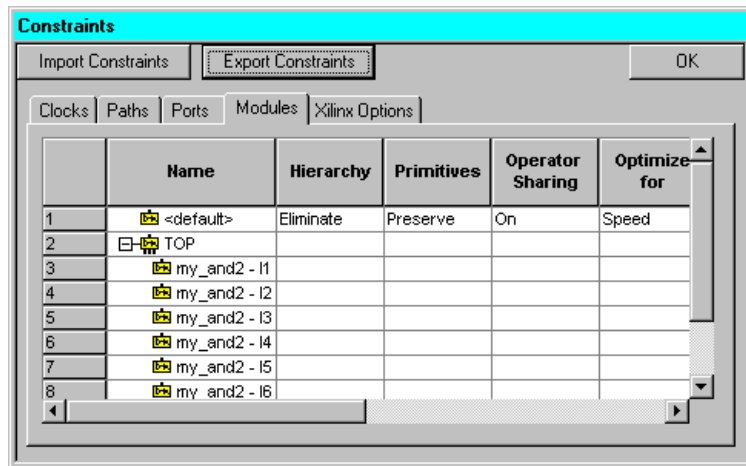 Constraints
Import Constraints Export Constraints OK
Clocks Paths Ports Modules Xilinx Options
Name Hierarchy Primitives Operator Sharing Optimize for
1 <default> Eliminate Preserve On Speed
2 TOP
3 my_and2 - I1
4 my_and2 - I2
5 my_and2 - I3
6 my_and2 - I4
7 my_and2 - I5
8 my_and2 - I6